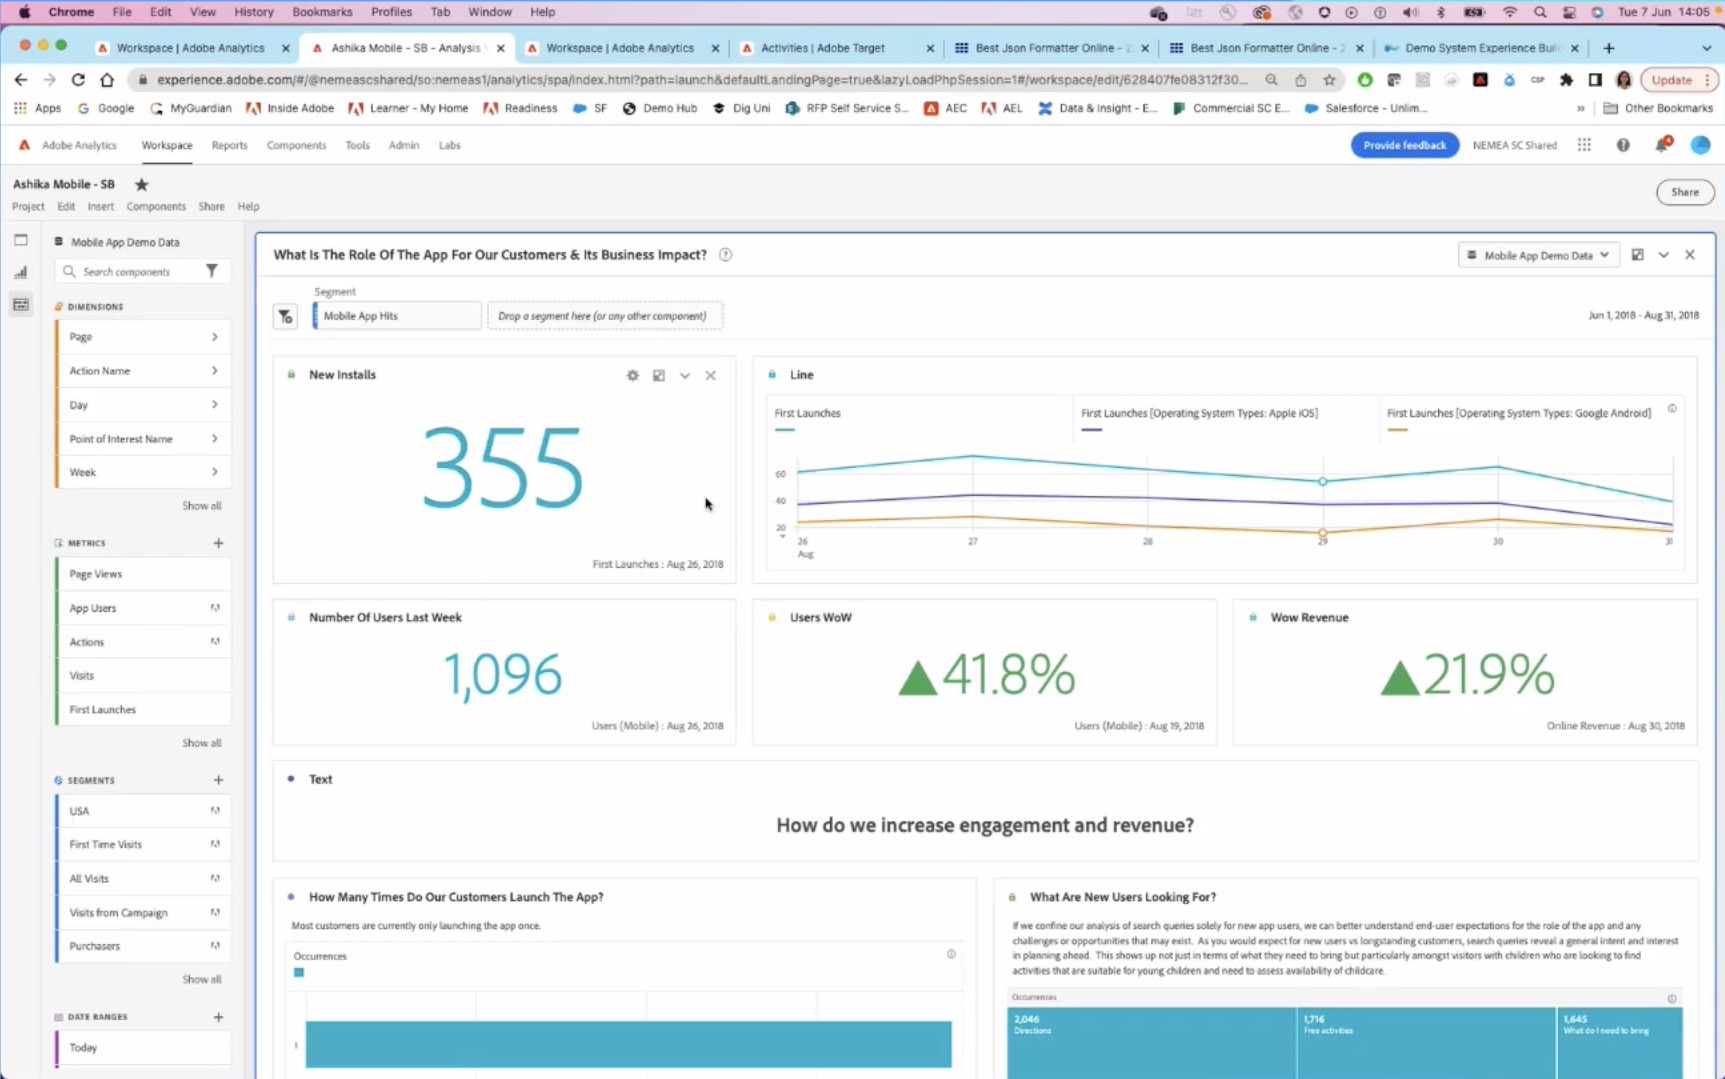 Chrome File Edit View History Bookmarks Profiles Tab Window Help
Tue 7 Jun 14:05
Workspace | Adobe Analytics
Ashika Mobile - SB - Analysis
Workspace | Adobe Analytics
Activities | Adobe Target
Best Json Formatter Online - 2
Best Json Formatter Online - 2
Demo System Experience Buil
experience.adobe.com/#/@nemeascshared/so:nemeas1/analytics/spa/index.html?path=launch&defaultLandingPage=true&lazyLoadPhpSession=1#/workspace/edit/628407fe08312f30...
CSP
Update
Apps Google MyGuardian Inside Adobe Learner - My Home Readiness SF Demo Hub Dig Uni RFP Self Service S... AEC AEL Data & Insight - E... Commercial SC E... Salesforce - Unlim... » Other Bookmarks
Adobe Analytics Workspace Reports Components Tools Admin Labs
Provide feedback
NEMEA SC Shared
Ashika Mobile - SB
Share
Project Edit Insert Components Share Help
Mobile App Demo Data
Search components
DIMENSIONS
Page
Action Name
Day
Point of Interest Name
Week
Show all
METRICS
Page Views
App Users
Actions
Visits
First Launches
Show all
SEGMENTS
USA
First Time Visits
All Visits
Visits from Campaign
Purchasers
Show all
DATE RANGES
Today
What Is The Role Of The App For Our Customers & Its Business Impact?
Mobile App Demo Data
Segment
Mobile App Hits
Drop a segment here (or any other component)
Jun 1, 2018 - Aug 31, 2018
New Installs
355
First Launches : Aug 26, 2018
Line
First Launches
First Launches [Operating System Types: Apple iOS]
First Launches [Operating System Types: Google Android]
60
40
20
26 27 28 29 30 31
Aug
Number Of Users Last Week
1,096
Users (Mobile) : Aug 26, 2018
Users WoW
▲41.8%
Users (Mobile) : Aug 19, 2018
Wow Revenue
▲21.9%
Online Revenue : Aug 30, 2018
Text
How do we increase engagement and revenue?
How Many Times Do Our Customers Launch The App?
Most customers are currently only launching the app once.
Occurrences
1
What Are New Users Looking For?
If we confine our analysis of search queries solely for new app users, we can better understand end-user expectations for the role of the app and any
challenges or opportunities that may exist. As you would expect for new users vs longstanding customers, search queries reveal a general intent and interest
in planning ahead. This shows up not just in terms of what they need to bring but particularly amongst visitors with children who are looking to find
activities that are suitable for young children and need to assess availability of childcare.
Occurrences
2,046
Directions
1,716
Free activities
1,645
What do I need to bring